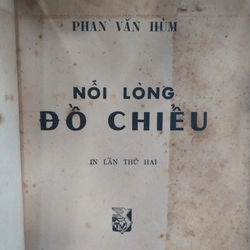 PHAN VĂN HÙM
NỖI LÒNG
ĐỒ CHIỂU
IN LẦN THỨ HAI